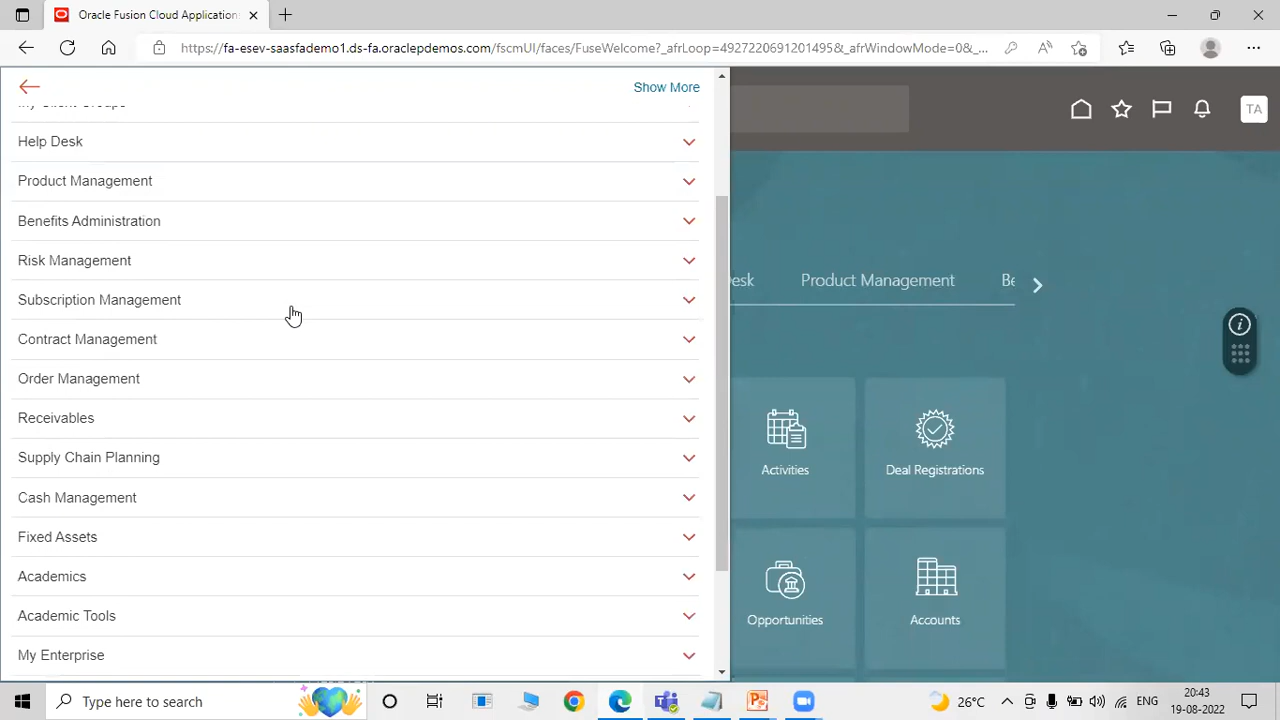 Oracle Fusion Cloud Application
https://fa-esev-saasfademo1.ds-fa.oraclepdemos.com/fscmUI/faces/FuseWelcome?_afrLoop=4927220691201495&_afrWindowMode=0&_...
Show More
My Client Groups
TA
Help Desk
Product Management
Benefits Administration
Risk Management
Subscription Management
Contract Management
Order Management
Receivables
Supply Chain Planning
Cash Management
Fixed Assets
Academics
Academic Tools
My Enterprise
esk Product Management Be
Activities Deal Registrations
Opportunities Accounts
Type here to search
26°C ENG 20:43
19-08-2022